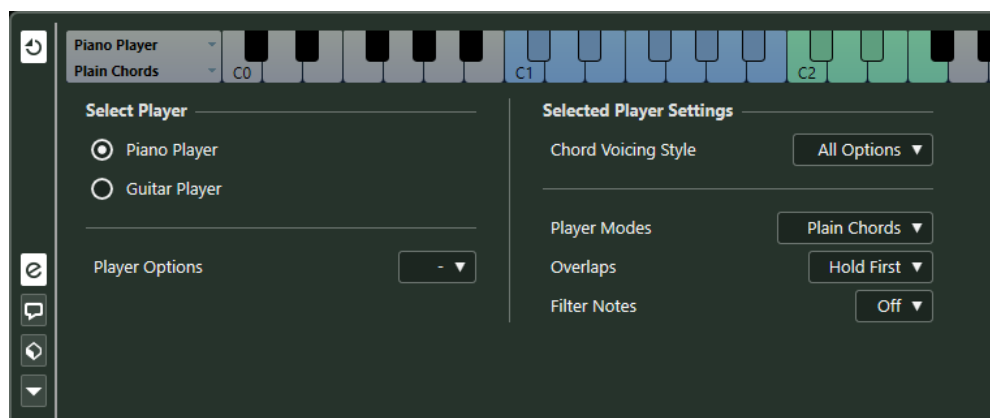 Piano Player
Plain Chords
C0
C1
C2
Select Player
Piano Player
Guitar Player
Player Options
-
Selected Player Settings
Chord Voicing Style
All Options
Player Modes
Plain Chords
Overlaps
Hold First
Filter Notes
Off